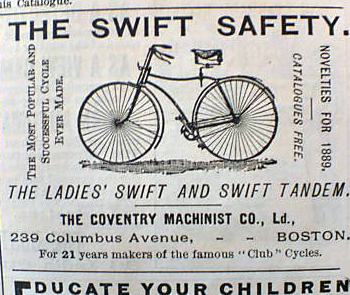 his Catalogue.
THE SWIFT SAFETY.
THE MOST POPULAR AND
SUCCESSFUL CYCLE
EVER MADE.
NOVELTIES FOR 1889.
CATALOGUES FREE.
THE LADIES' SWIFT AND SWIFT TANDEM.
THE COVENTRY MACHINIST CO., Ld.,
239 Columbus Avenue, - - BOSTON.
For 21 years makers of the famous "Club" Cycles.
EDUCATE YOUR CHILDREN